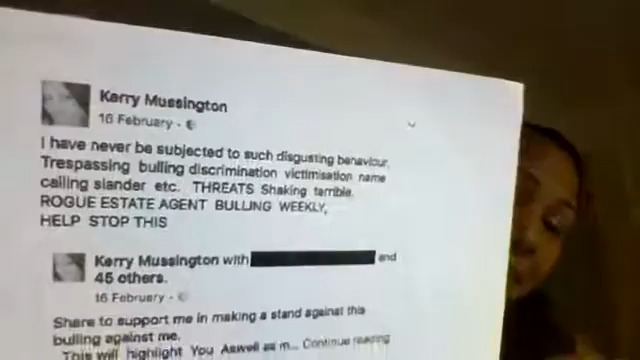 Kerry Mussington
16 February ·
I have never be subjected to such disgusting behaviour.
Trespassing bulling discrimination victimisation name
calling slander etc. THREATS Shaking terrible.
ROGUE ESTATE AGENT BULLING WEEKLY,
HELP STOP THIS
Kerry Mussington with and
45 others.
16 February ·
Share to support me in making a stand against this
bulling against me.
This will highlight You Aswell as m... Continue reading